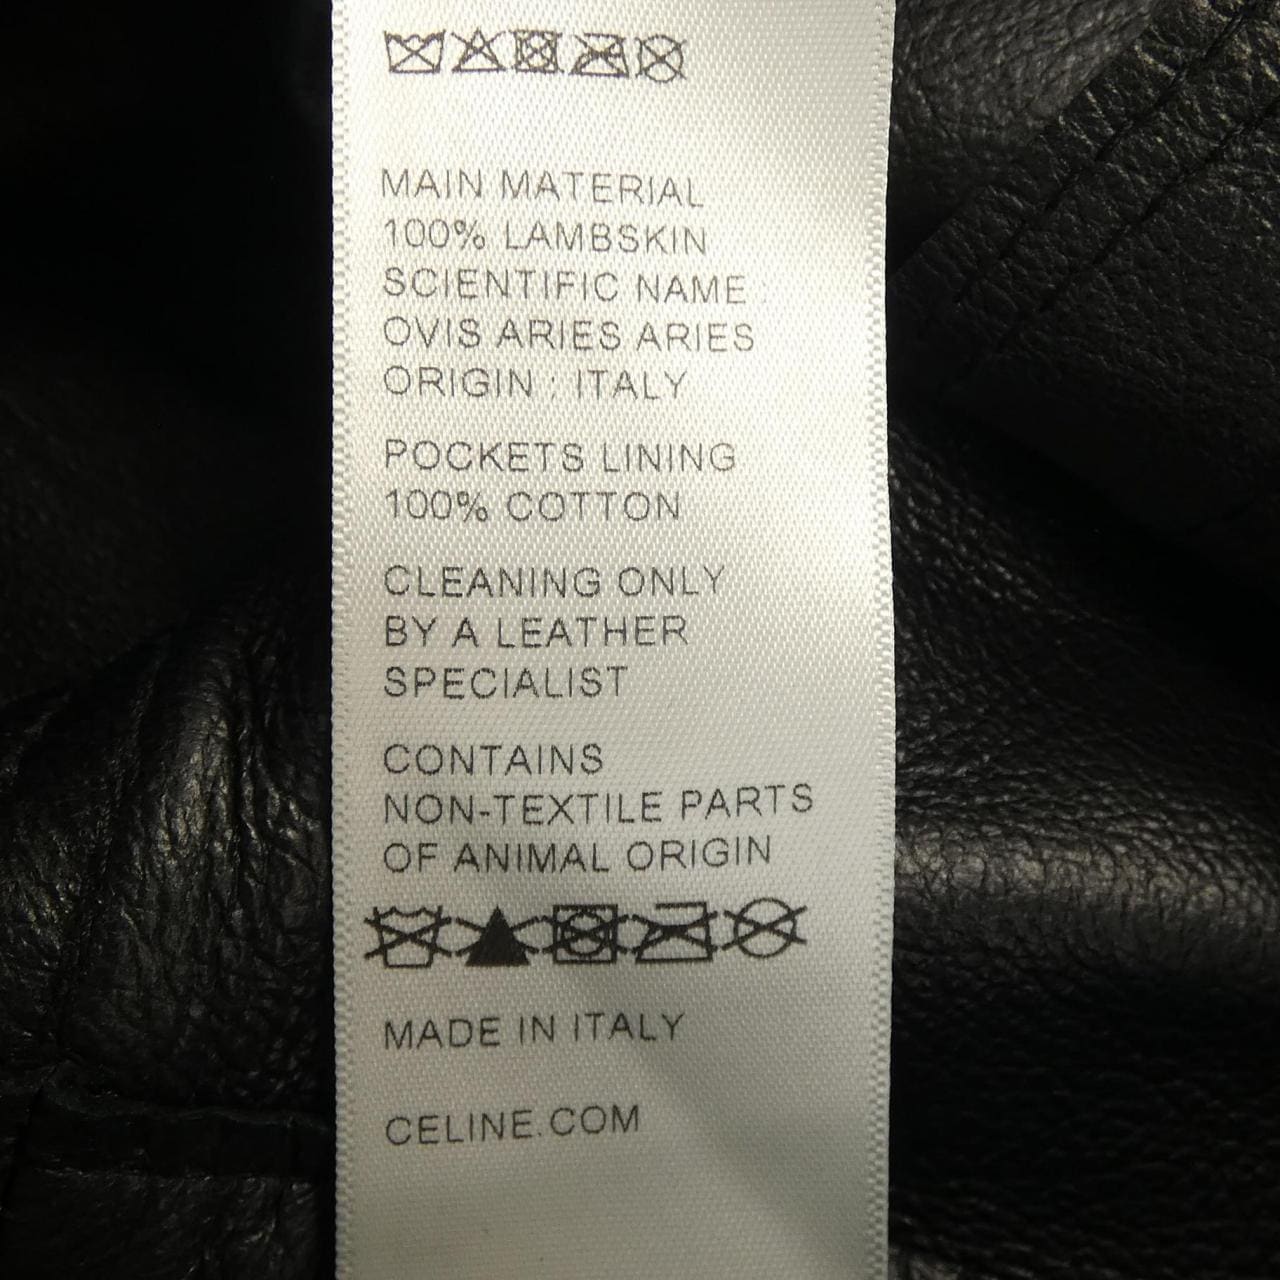 MAIN MATERIAL
100% LAMBSKIN
SCIENTIFIC NAME :
OVIS ARIES ARIES
ORIGIN : ITALY
POCKETS LINING
100% COTTON
CLEANING ONLY
BY A LEATHER
SPECIALIST
CONTAINS
NON-TEXTILE PARTS
OF ANIMAL ORIGIN
MADE IN ITALY
CELINE.COM